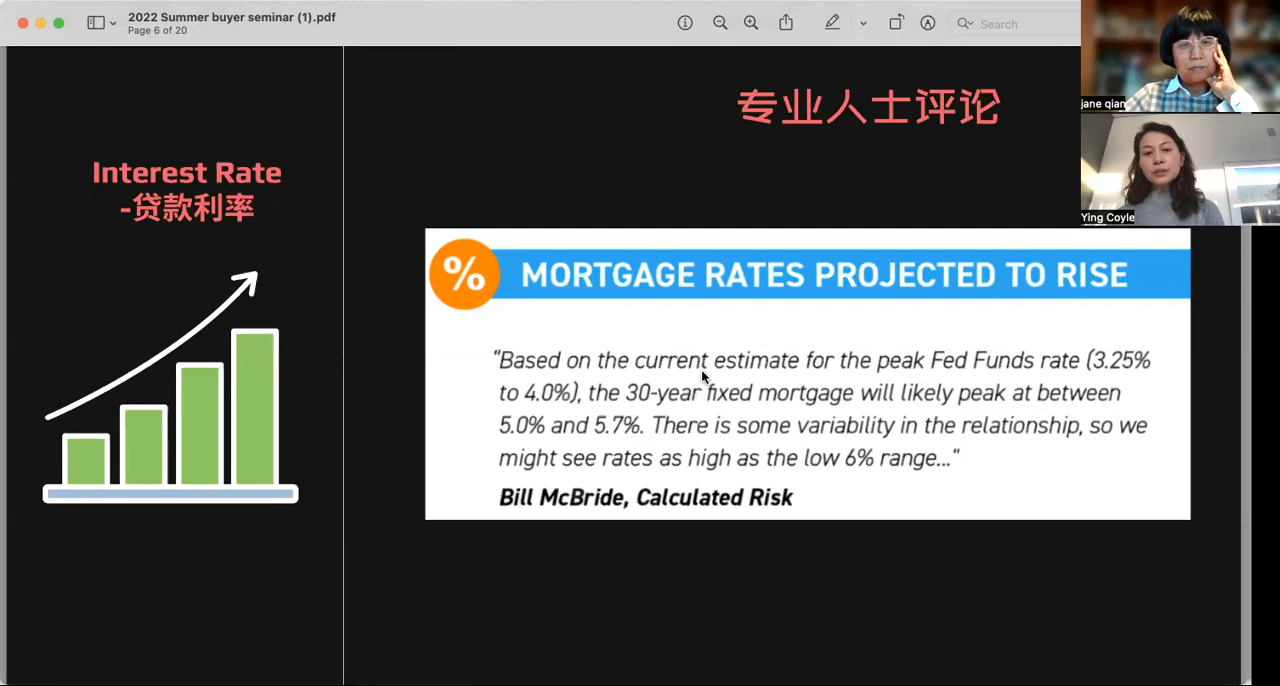 2022 Summer buyer seminar (1).pdf
Page 6 of 20
Search
jane qian
Ying Coyle
专业人士评论
Interest Rate
-贷款利率
%
MORTGAGE RATES PROJECTED TO RISE
"Based on the current estimate for the peak Fed Funds rate (3.25%
to 4.0%), the 30-year fixed mortgage will likely peak at between
5.0% and 5.7%. There is some variability in the relationship, so we
might see rates as high as the low 6% range..."
Bill McBride, Calculated Risk